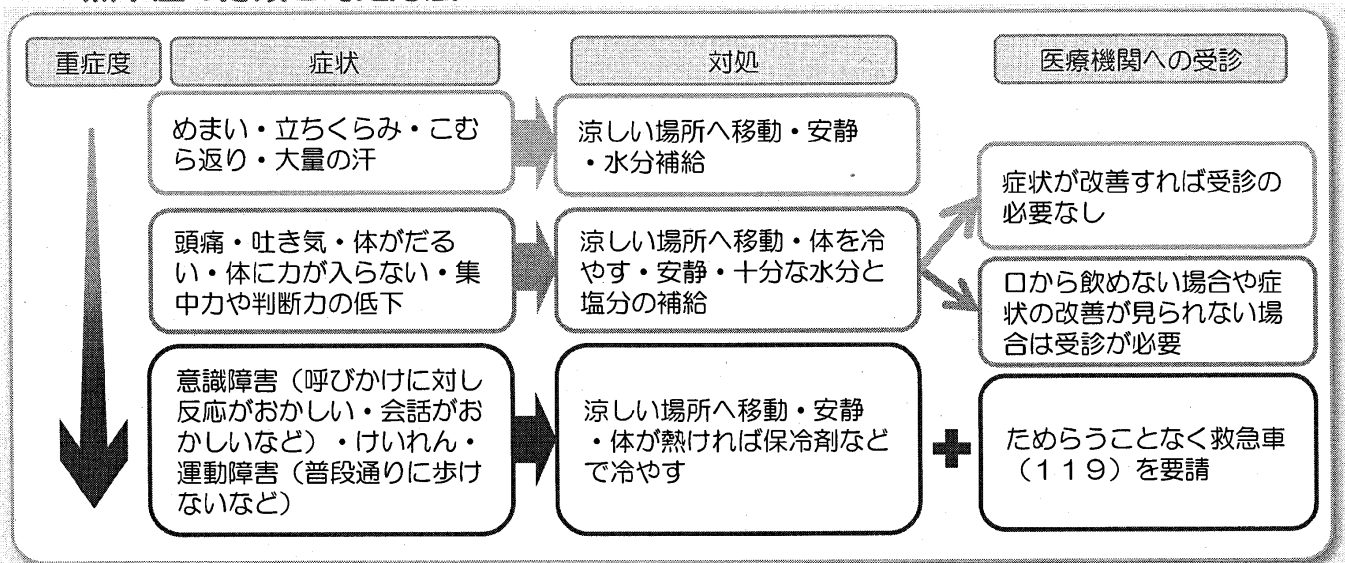 重症度
症状
対処
医療機関への受診
めまい・立ちくらみ・こむ
ら返り・大量の汗
涼しい場所へ移動・安静
・水分補給
症状が改善すれば受診の
必要なし
頭痛・吐き気・体がだる
い・体に力が入らない・集
中力や判断力の低下
涼しい場所へ移動・体を冷
やす・安静・十分な水分と
塩分の補給
口から飲めない場合や症
状の改善が見られない場
合は受診が必要
意識障害（呼びかけに対し
反応がおかしい・会話がお
かしいなど）・けいれん・
運動障害（普段通りに歩け
ないなど）
涼しい場所へ移動・安静
・体が熱ければ保冷剤など
で冷やす
ためらうことなく救急車
（１１９）を要請